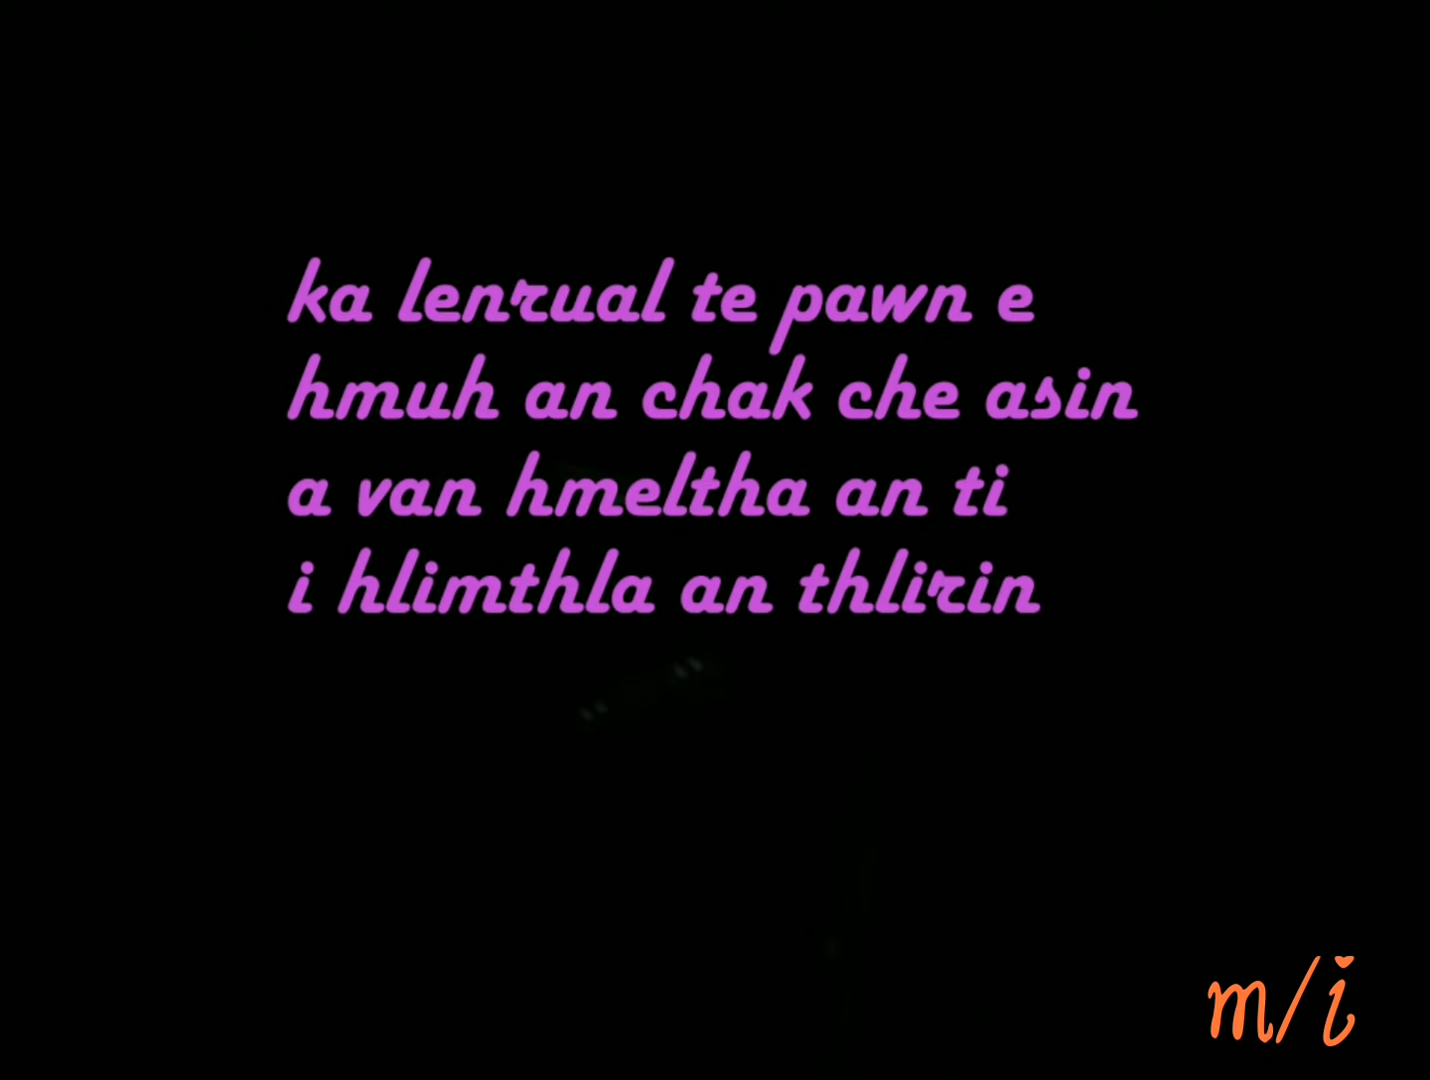 ka lenrual te pawn e
hmuh an chak che asin
a van hmeltha an ti
i hlimthla an thlirin
m/i